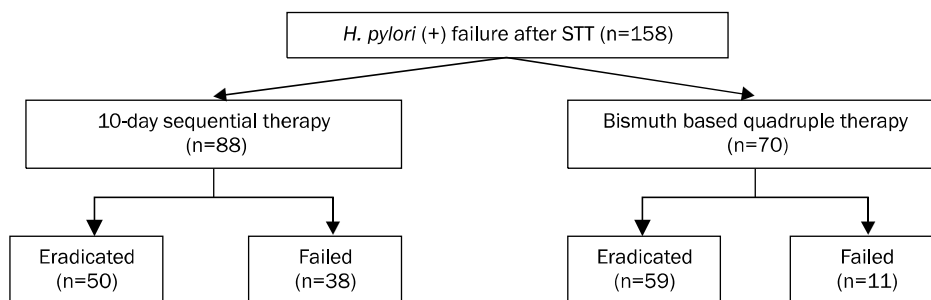 H. pylori (+) failure after STT (n=158)
10-day sequential therapy
(n=88)
Bismuth based quadruple therapy
(n=70)
Eradicated
(n=50)
Failed
(n=38)
Eradicated
(n=59)
Failed
(n=11)